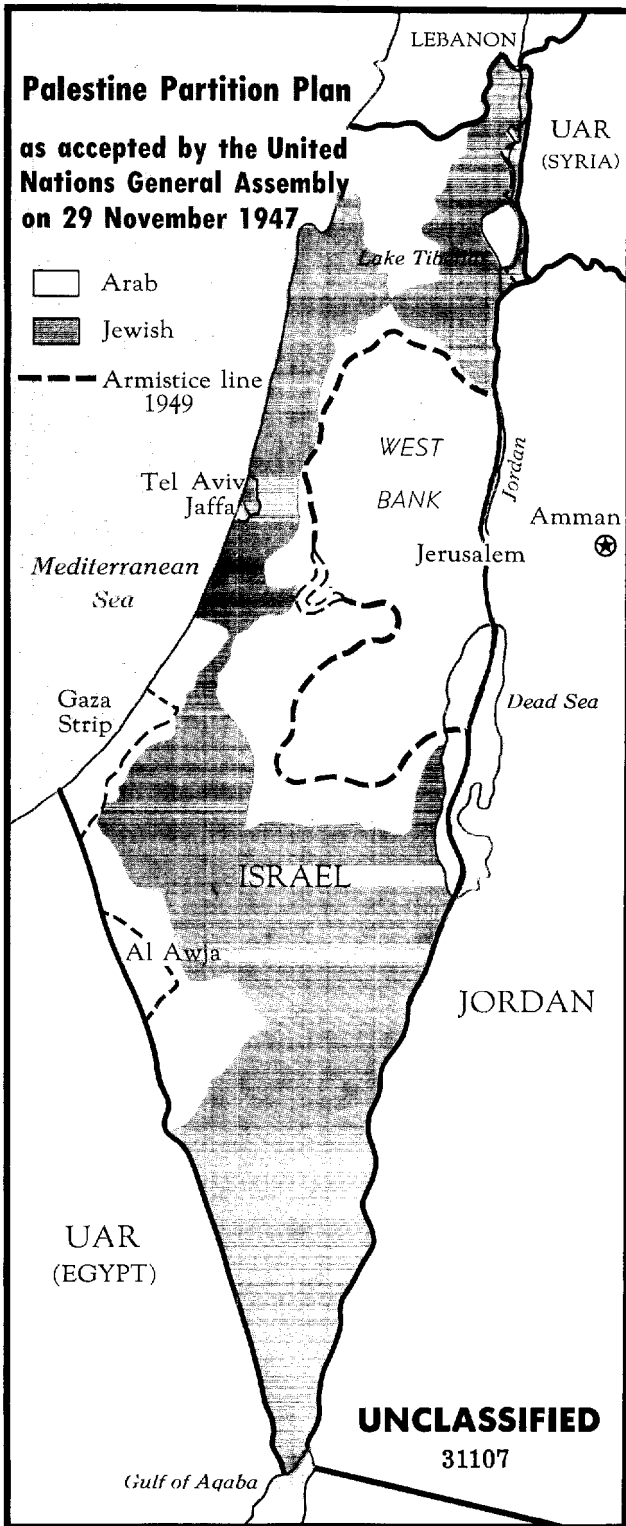 LEBANON
Palestine Partition Plan
as accepted by the United
Nations General Assembly
on 29 November 1947
UAR
(SYRIA)
Lake Tiberias
Arab
Jewish
Armistice line
1949
WEST
BANK
Jordan
Tel Aviv
Jaffa
Amman
Jerusalem
Mediterranean
Sea
Gaza
Strip
Dead Sea
ISRAEL
Al Awja
JORDAN
UAR
(EGYPT)
UNCLASSIFIED
31107
Gulf of Aqaba